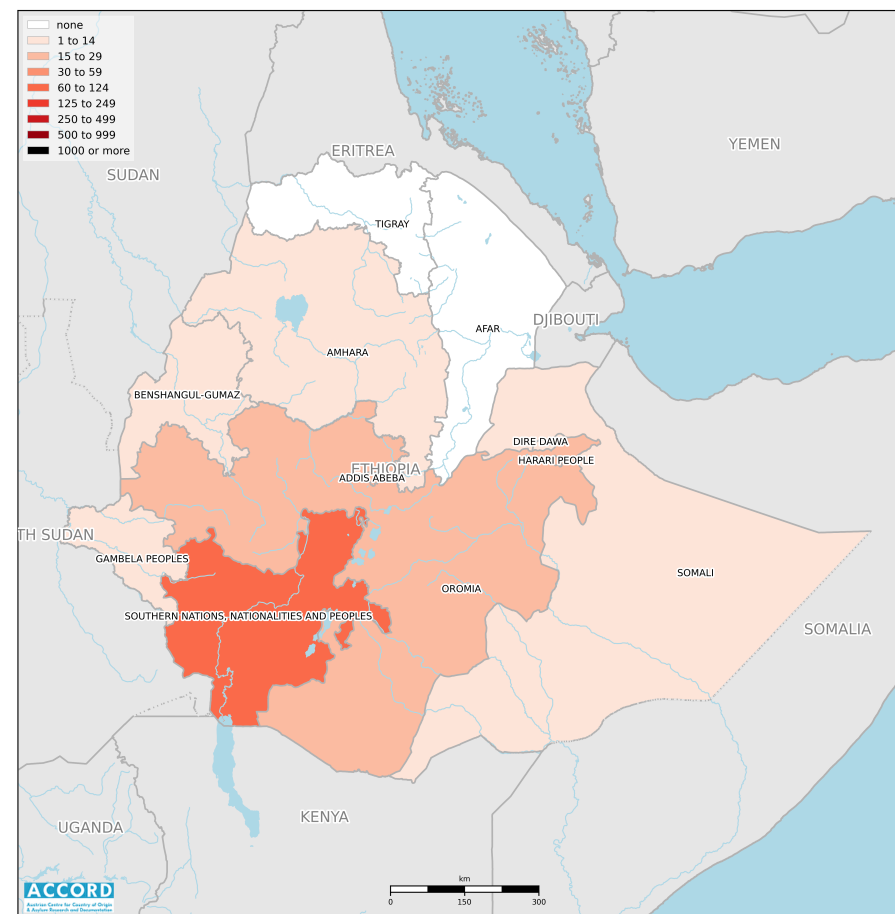 none
1 to 14
15 to 29
30 to 59
60 to 124
125 to 249
250 to 499
500 to 999
1000 or more
YEMEN
ERITREA
SUDAN
TIGRAY
DJIBOUTI
AFAR
AMHARA
BENSHANGUL-GUMAZ
DIRE DAWA
HARARI PEOPLE
ETHIOPIA
ADDIS ABEBA
TH SUDAN
GAMBELA PEOPLES
SOMALI
OROMIA
SOUTHERN NATIONS, NATIONALITIES AND PEOPLES
SOMALIA
KENYA
UGANDA
km
0 150 300
ACCORD
Austrian Centre for Country of Origin
& Asylum Research and Documentation